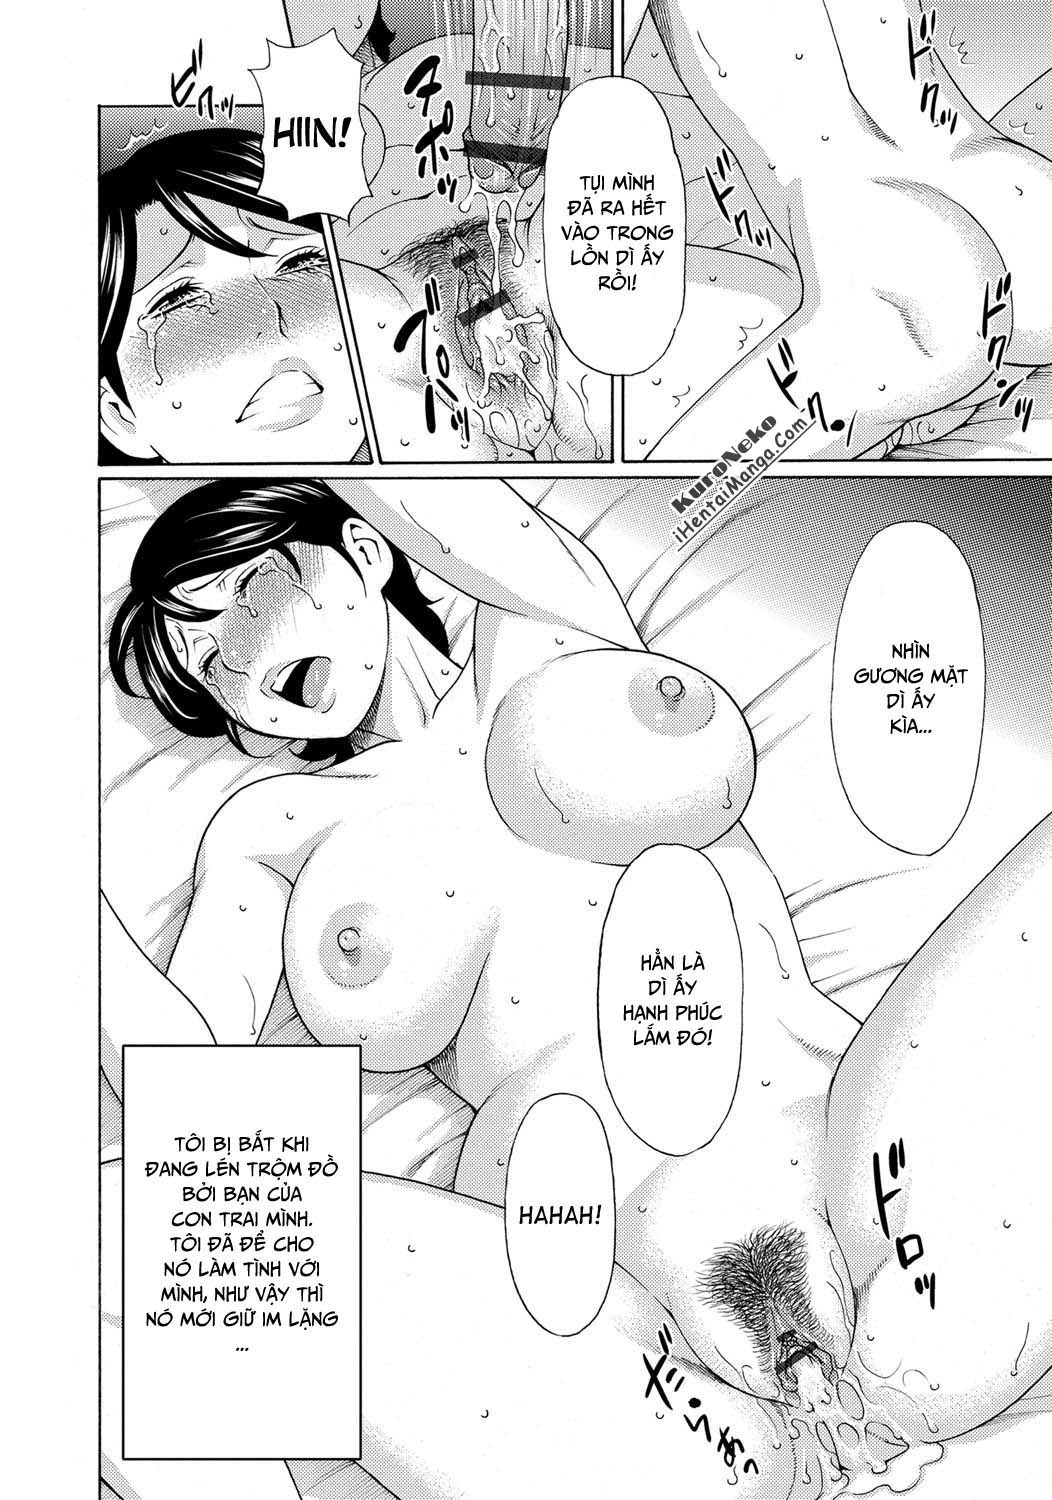 HIIN!
TỤI MÌNH
ĐÃ RA HẾT
VÀO TRONG
LỒN DÌ ẤY
RỒI!
KuroNeko
iHentaiManga.Com
NHÌN
GƯƠNG MẶT
DÌ ẤY
KÌA...
HẲN LÀ
DÌ ẤY
HẠNH PHÚC
LẮM ĐÓ!
HAHAH!
TÔI BỊ BẮT KHI
ĐANG LÉN TRỘM ĐỒ
BỞI BẠN CỦA
CON TRAI MÌNH.
TÔI ĐÃ ĐỂ CHO
NÓ LÀM TÌNH VỚI
MÌNH, NHƯ VẬY THÌ
NÓ MỚI GIỮ IM LẶNG
...
ドロ